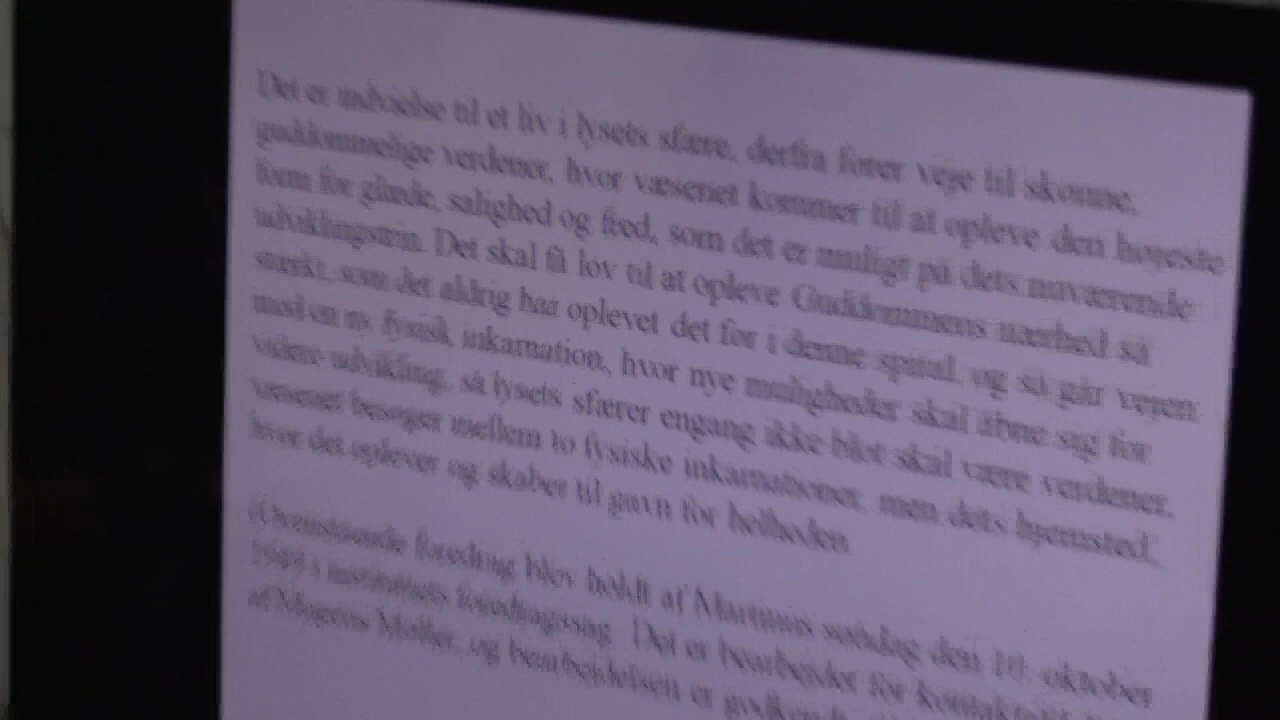 Det er indvielse til et liv i lysets sfære, derfra fører veje til skønne,
guddommelige verdener, hvor væsenet kommer til at opleve den højeste
form for glæde, salighed og fred, som det er muligt på dets nuværende
udviklingstrin. Det skal få lov til at opleve Guddommens nærhed så
stærkt, som det aldrig har oplevet det før i denne spiral, og så går vejen
mod en ny fysisk inkarnation, hvor nye muligheder skal åbne sig for
videre udvikling, så lysets sfærer engang ikke blot skal være verdener,
væsenet besøger mellem to fysiske inkarnationer, men dets hjemsted,
hvor det oplever og skaber til gavn for helheden.
(Ovenstående foredrag blev holdt af Martinus søndag den 10. oktober
i instituttets foredragssag. Det er bearbejdet for
af Mogens Møller, og bearbejdelsen er